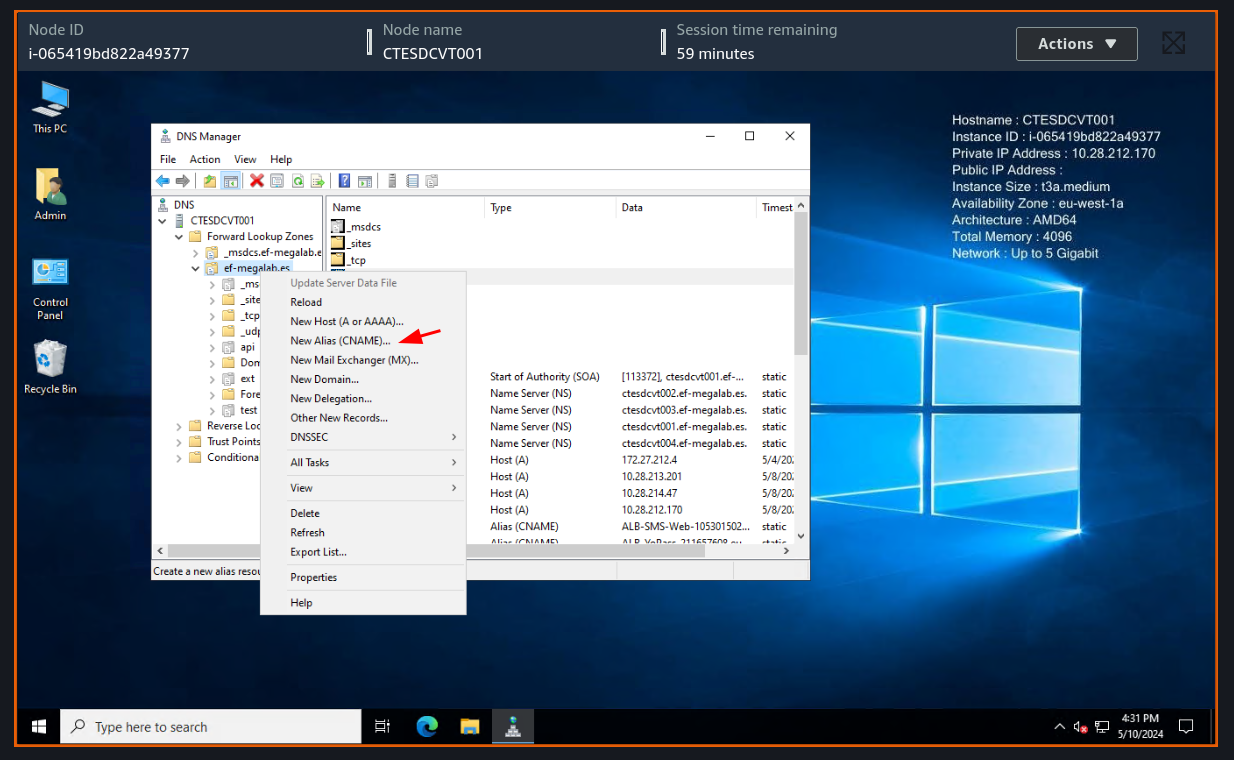 Node ID
i-065419bd822a49377
Node name
CTESDCVT001
Session time remaining
59 minutes
Actions
This PC
Admin
Control
Panel
Recycle Bin
Hostname : CTESDCVT001
Instance ID : i-065419bd822a49377
Private IP Address : 10.28.212.170
Public IP Address :
Instance Size : t3a.medium
Availability Zone : eu-west-1a
Architecture : AMD64
Total Memory : 4096
Network : Up to 5 Gigabit
DNS Manager
File Action View Help
DNS
CTESDCVT001
Forward Lookup Zones
_msdcs.ef-megalab.e
ef-megalab.es
_ms
_site
_tcp
_udp
api
Dom
ext
Fore
test
Reverse Loo
Trust Points
Conditiona
Name Type Data Timest
_msdcs
_sites
_tcp
Start of Authority (SOA) [113372], ctesdcvt001.ef-... static
Name Server (NS) ctesdcvt002.ef-megalab.es. static
Name Server (NS) ctesdcvt003.ef-megalab.es. static
Name Server (NS) ctesdcvt001.ef-megalab.es. static
Name Server (NS) ctesdcvt004.ef-megalab.es. static
Host (A) 172.27.212.4 5/4/20
Host (A) 10.28.213.201 5/8/20
Host (A) 10.28.214.47 5/8/20
Host (A) 10.28.212.170 5/8/20
Alias (CNAME) ALB-SMS-Web-105301502... static
Alias (CNAME) static
Update Server Data File
Reload
New Host (A or AAAA)...
New Alias (CNAME)...
New Mail Exchanger (MX)...
New Domain...
New Delegation...
Other New Records...
DNSSEC
All Tasks
View
Delete
Refresh
Export List...
Properties
Help
Create a new alias resou
Type here to search
4:31 PM
5/10/2024